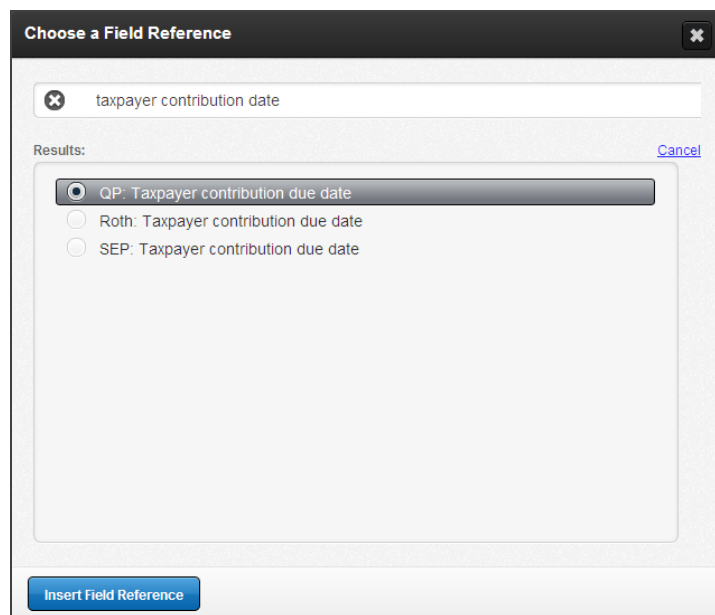 Choose a Field Reference
taxpayer contribution date
Results:
Cancel
QP: Taxpayer contribution due date
Roth: Taxpayer contribution due date
SEP: Taxpayer contribution due date
Insert Field Reference